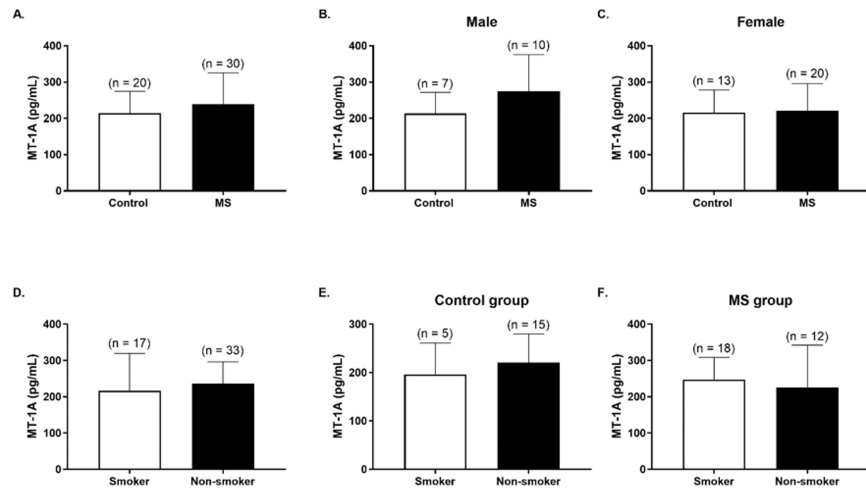 A.
MT-1A (pg/mL)
400
300
200
100
0
(n = 20)
(n = 30)
Control
MS
B.
Male
MT-1A (pg/mL)
400
300
200
100
0
(n = 7)
(n = 10)
Control
MS
C.
Female
MT-1A (pg/mL)
400
300
200
100
0
(n = 13)
(n = 20)
Control
MS
D.
MT-1A (pg/mL)
400
300
200
100
0
(n = 17)
(n = 33)
Smoker
Non-smoker
E.
Control group
MT-1A (pg/mL)
300
200
100
0
(n = 5)
(n = 15)
Smoker
Non-smoker
F.
MS group
MT-1A (pg/mL)
400
300
200
100
0
(n = 18)
(n = 12)
Smoker
Non-smoker